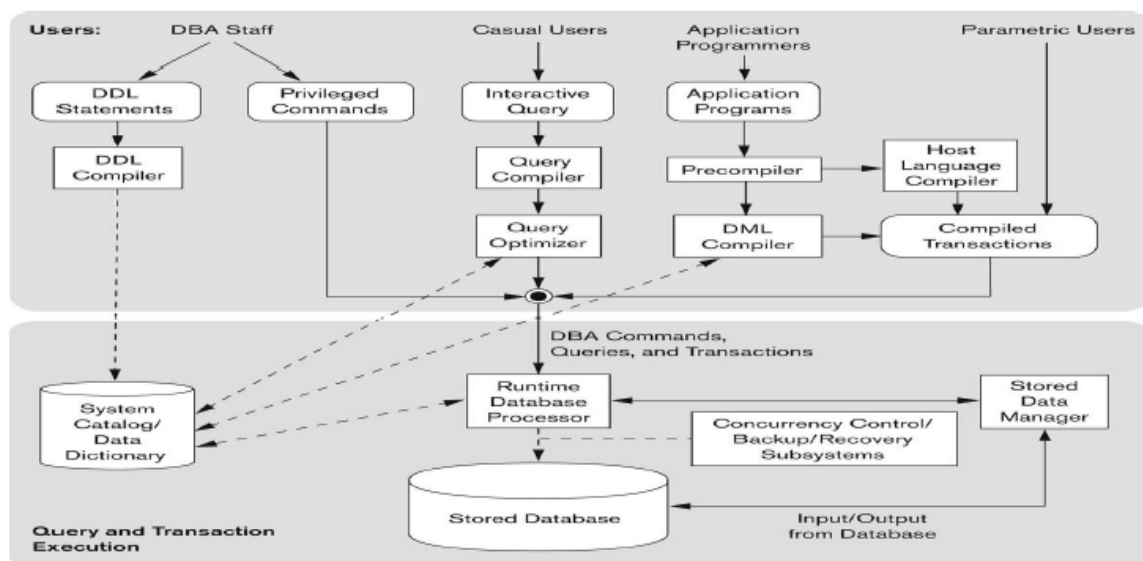 Users:
DBA Staff
Casual Users
Application
Programmers
Parametric Users
DDL
Statements
Privileged
Commands
Interactive
Query
Application
Programs
DDL
Compiler
Query
Compiler
Precompiler
Host
Language
Compiler
Query
Optimizer
DML
Compiler
Compiled
Transactions
DBA Commands,
Queries, and Transactions
System
Catalog/
Data
Dictionary
Runtime
Database
Processor
Stored
Data
Manager
Concurrency Control/
Backup/Recovery
Subsystems
Stored Database
Input/Output
from Database
Query and Transaction
Execution